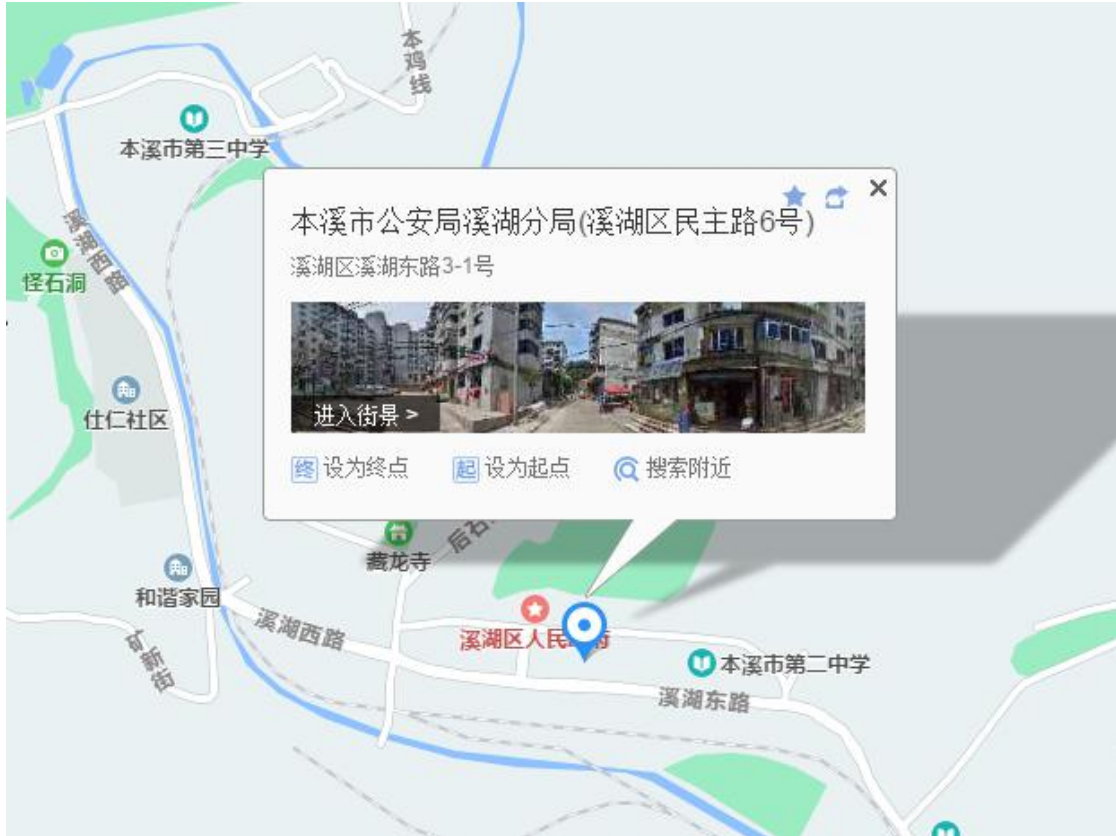 本鸡线
本溪市第三中学
本溪市公安局溪湖分局(溪湖区民主路6号)
溪湖区溪湖东路3-1号
溪湖西路
怪石洞
进入街景 >
仕仁社区
终 设为终点
起 设为起点
搜索附近
后石
藏龙寺
和谐家园
溪湖西路
溪湖区人民
府
矿新街
本溪市第二中学
溪湖东路